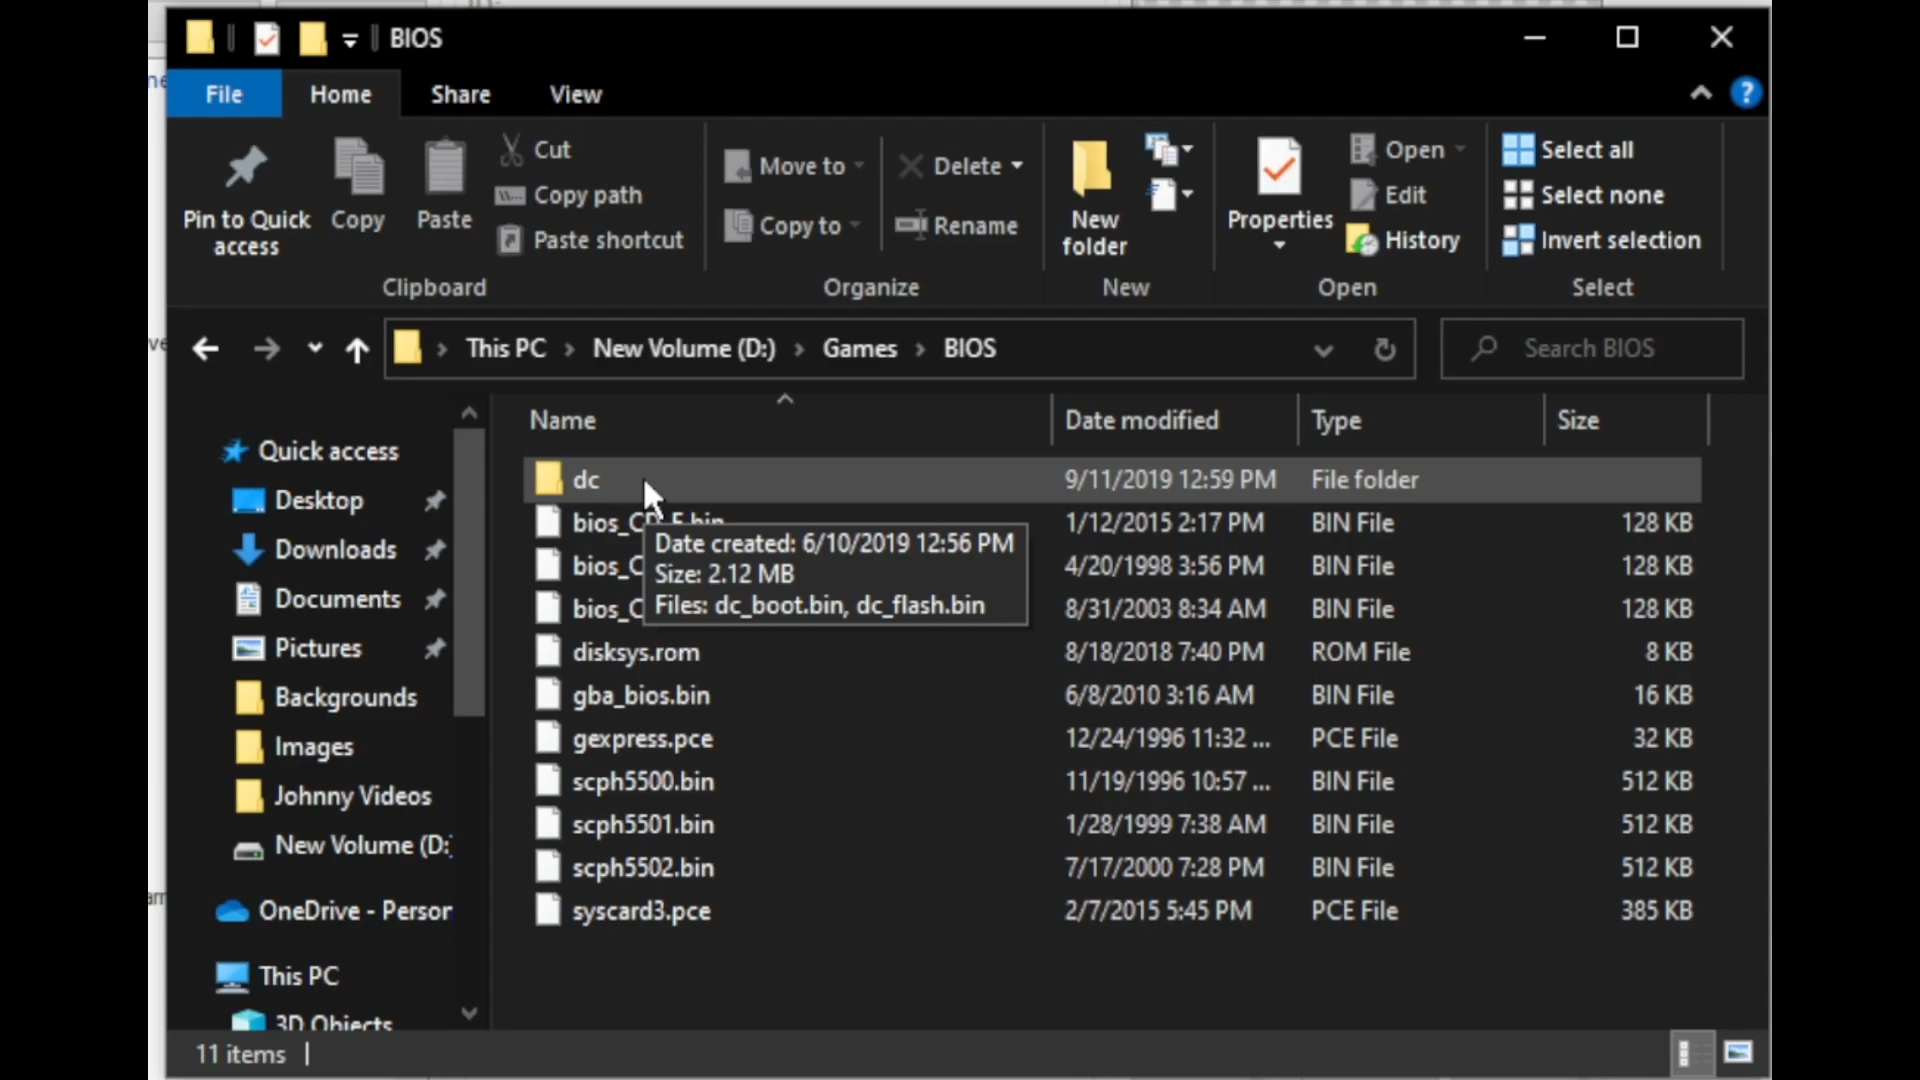 BIOS
File Home Share View
Pin to Quick access
Copy
Paste
Cut
Copy path
Paste shortcut
Clipboard
Move to
Copy to
Delete
Rename
Organize
New folder
New
Properties
Open
Edit
History
Open
Select all
Select none
Invert selection
Select
This PC > New Volume (D:) > Games > BIOS
Search BIOS
Quick access
Desktop
Downloads
Documents
Pictures
Backgrounds
Images
Johnny Videos
New Volume (D:
OneDrive - Person
This PC
3D Objects
Name Date modified Type Size
dc 9/11/2019 12:59 PM File folder
bios_CD_E.bin 1/12/2015 2:17 PM BIN File 128 KB
bios_C 4/20/1998 3:56 PM BIN File 128 KB
bios_C 8/31/2003 8:34 AM BIN File 128 KB
Date created: 6/10/2019 12:56 PM
Size: 2.12 MB
Files: dc_boot.bin, dc_flash.bin
disksys.rom 8/18/2018 7:40 PM ROM File 8 KB
gba_bios.bin 6/8/2010 3:16 AM BIN File 16 KB
gexpress.pce 12/24/1996 11:32 ... PCE File 32 KB
scph5500.bin 11/19/1996 10:57 ... BIN File 512 KB
scph5501.bin 1/28/1999 7:38 AM BIN File 512 KB
scph5502.bin 7/17/2000 7:28 PM BIN File 512 KB
syscard3.pce 2/7/2015 5:45 PM PCE File 385 KB
11 items